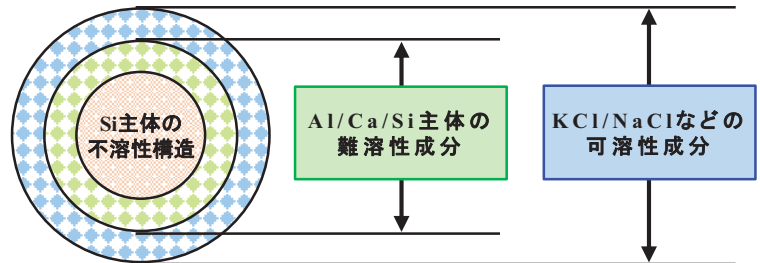 Si主体の
不溶性構造
Al/Ca/Si主体の
難溶性成分
KCl/NaClなどの
可溶性成分